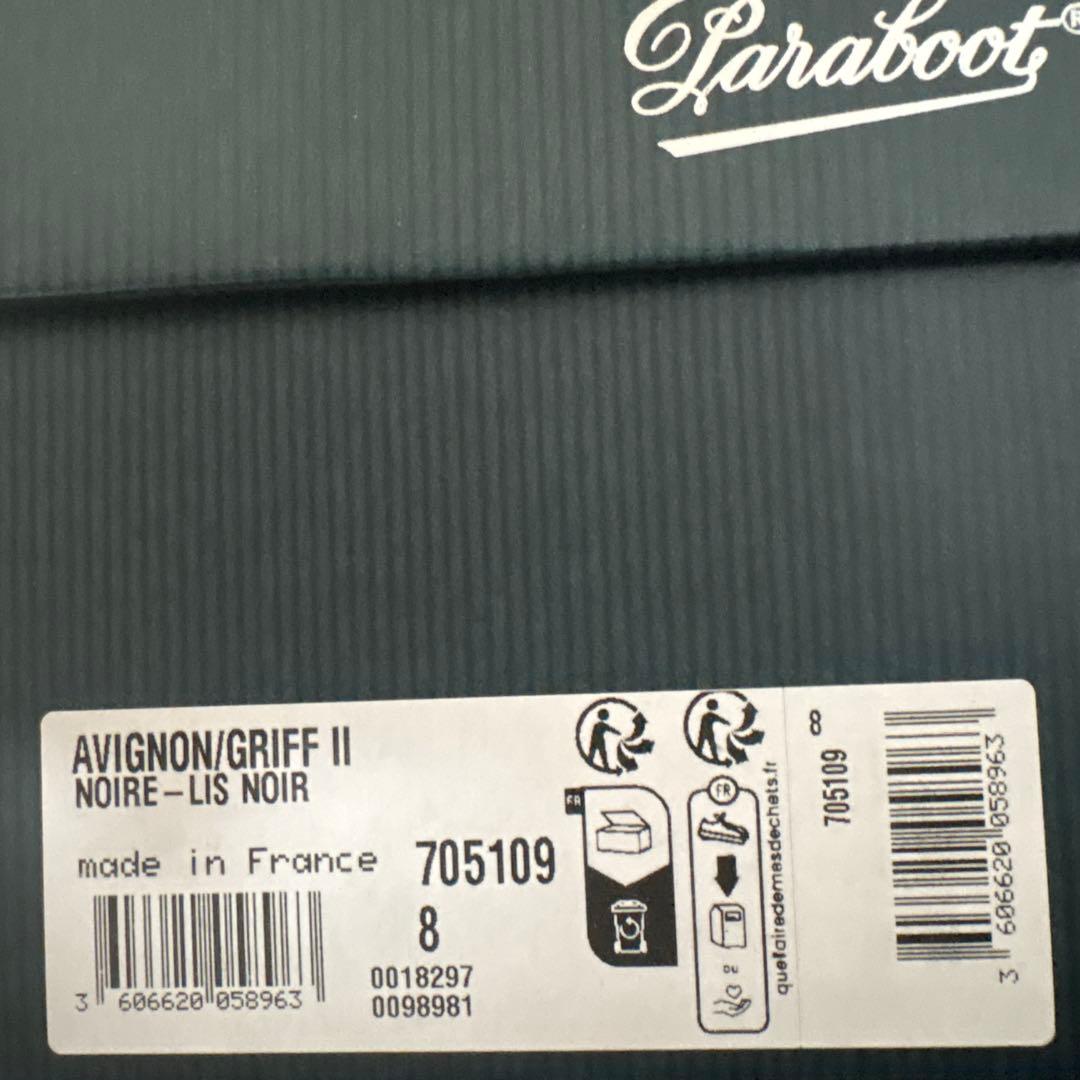 Paraboot®
AVIGNON/GRIFF II
NOIRE-LIS NOIR
made in France 705109
8
0018297
0098981
3 606620 058963
FR
FR
quefairedemesdechets.fr
8
705109
3 606620 058963